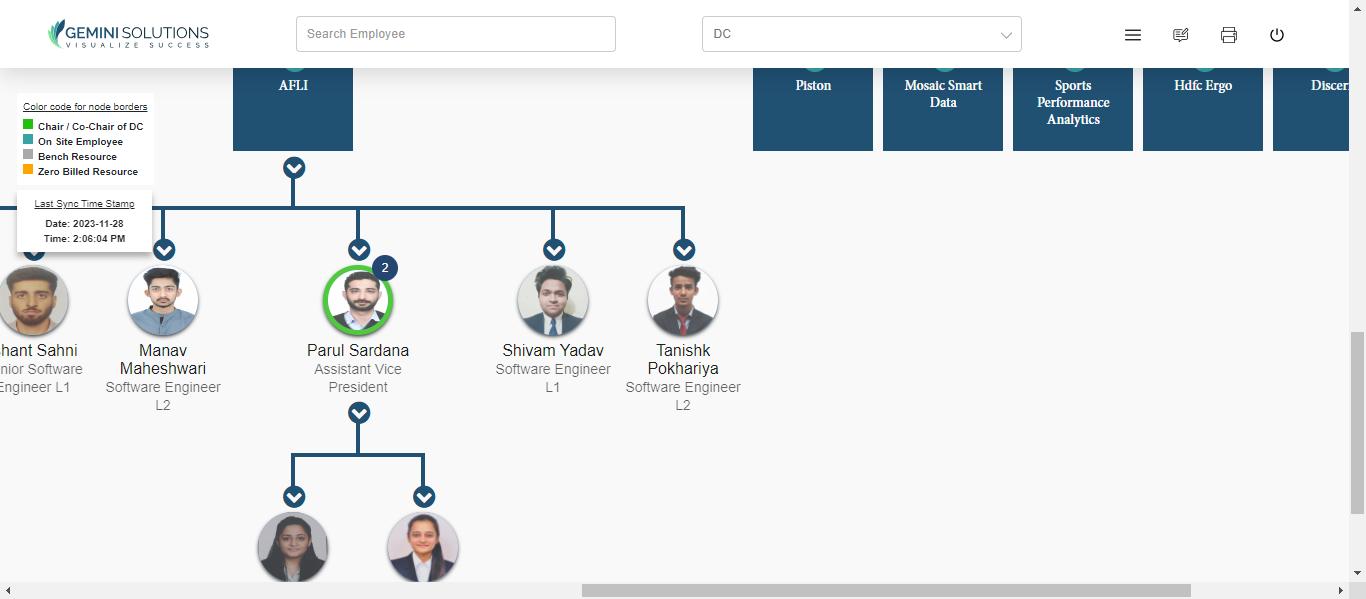 GEMINI SOLUTIONS
VISUALIZE SUCCESS
Search Employee
DC
AFLI
Piston
Mosaic Smart
Data
Sports
Performance
Analytics
Hdfc Ergo
Color code for node borders
Chair / Co-Chair of DC
On Site Employee
Bench Resource
Zero Billed Resource
Last Sync Time Stamp
Date: 2023-11-28
Time: 2:06:04 PM
2
Sahni
Software
Engineer L1
Manav
Maheshwari
Software Engineer
L2
Parul Sardana
Assistant Vice
President
Shivam Yadav
Software Engineer
L1
Tanishk
Pokhariya
Software Engineer
L2